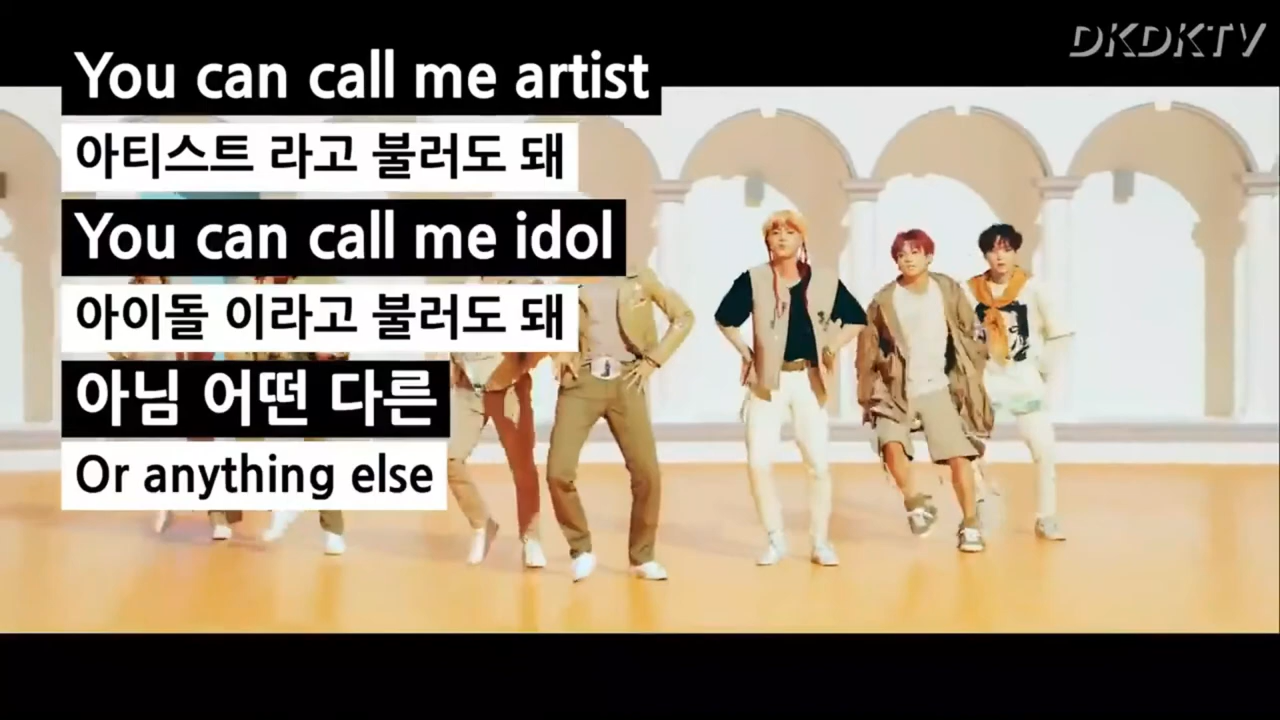 DKDKTV
You can call me artist
아티스트 라고 불러도 돼
You can call me idol
아이돌 이라고 불러도 돼
아님 어떤 다른
Or anything else